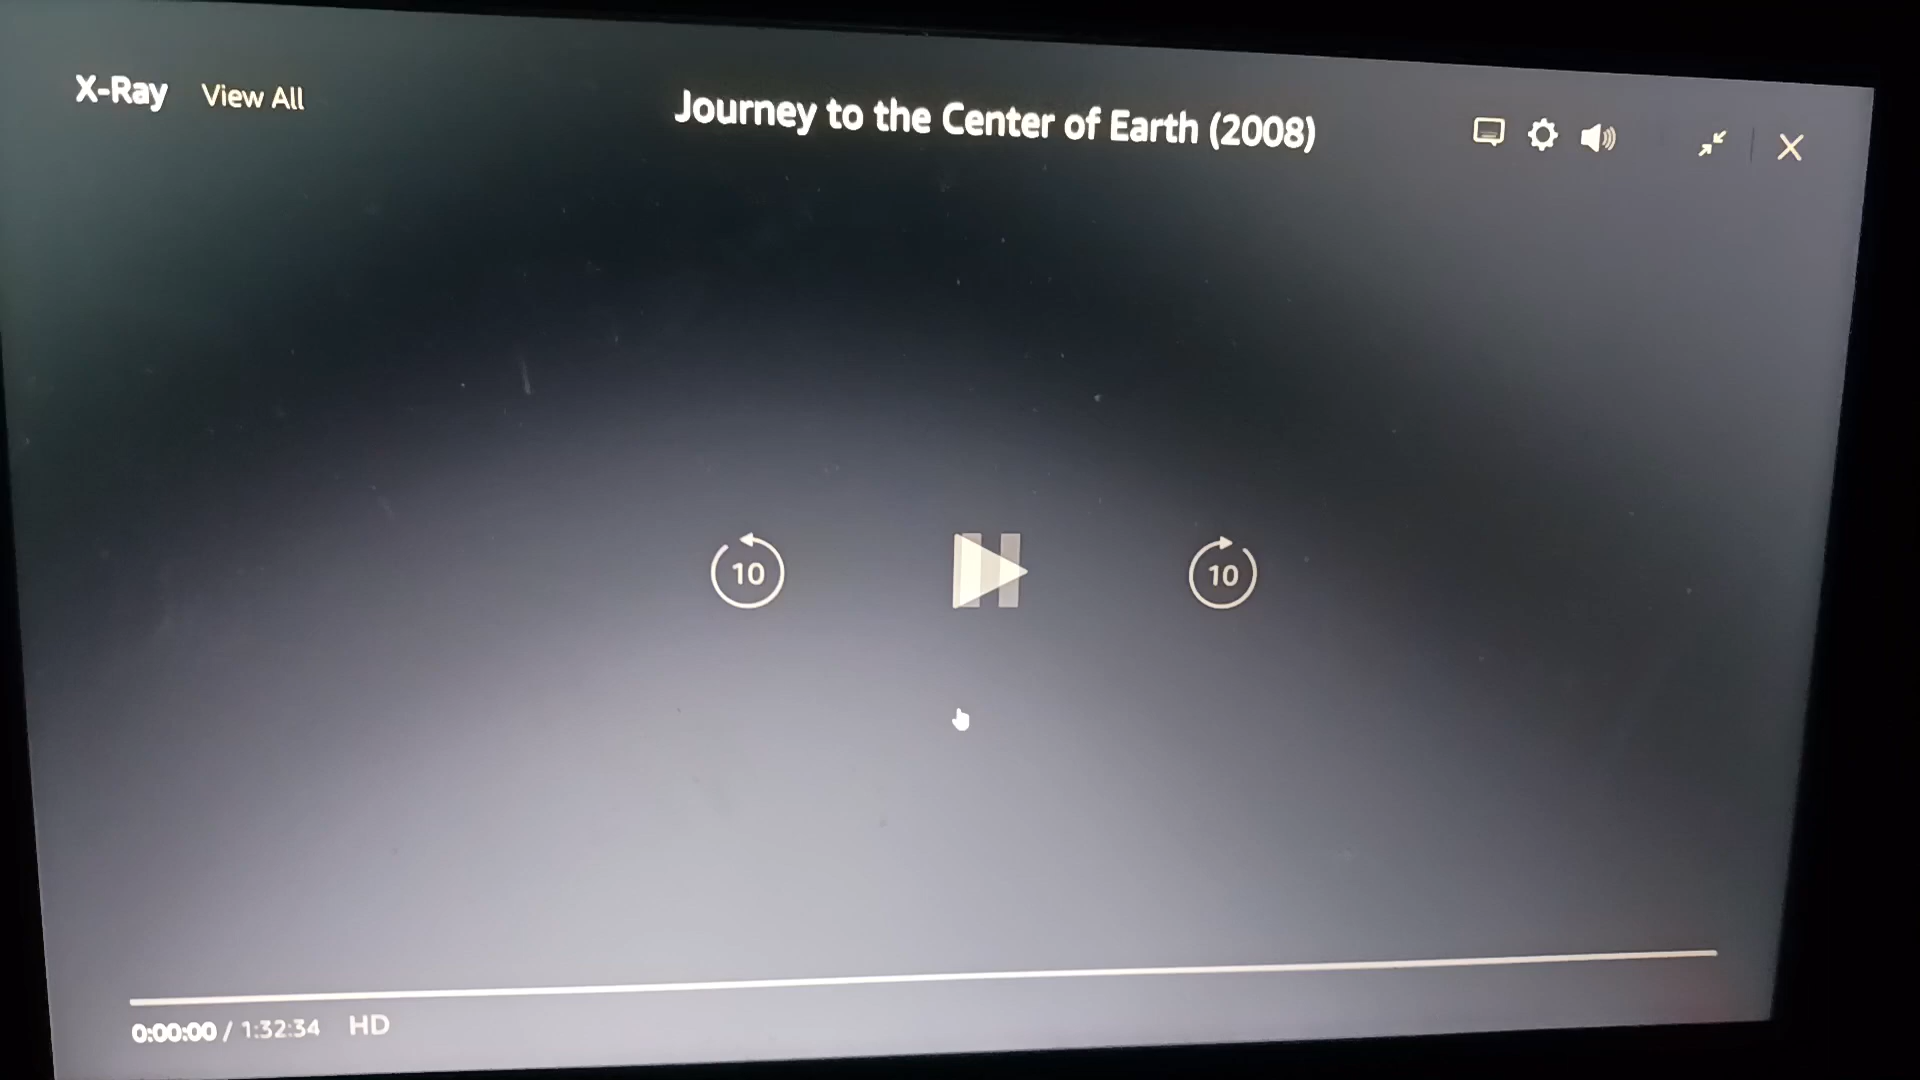 X-Ray View All
Journey to the Center of Earth (2008)
10
10
0:00:00 / 1:32:34 HD